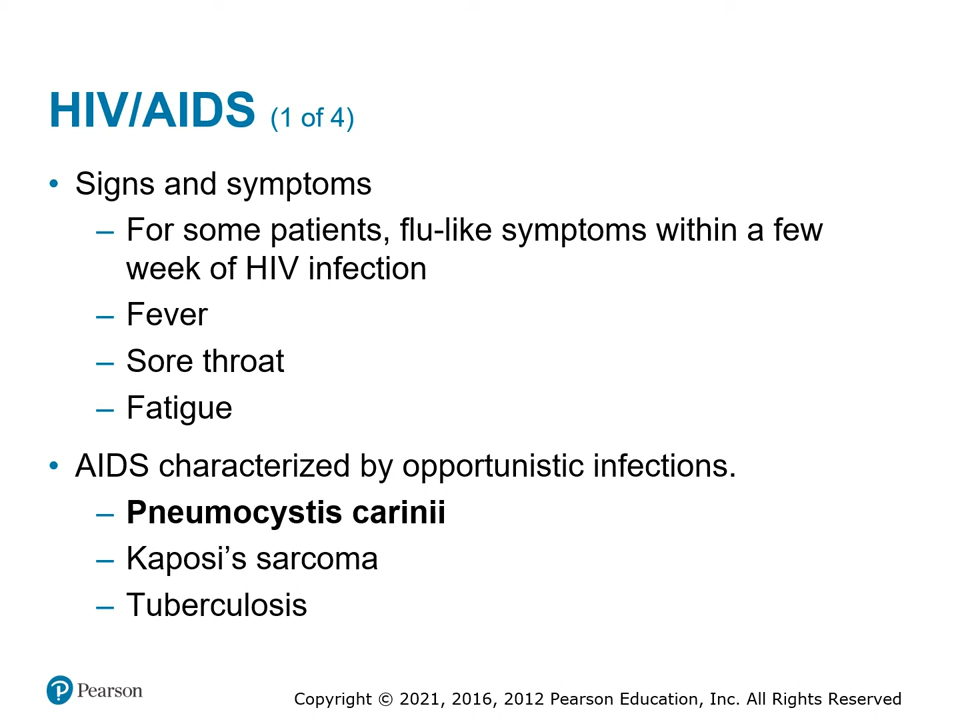 HIV/AIDS (1 of 4)
• Signs and symptoms
– For some patients, flu-like symptoms within a few
week of HIV infection
– Fever
– Sore throat
– Fatigue
• AIDS characterized by opportunistic infections.
– Pneumocystis carinii
– Kaposi’s sarcoma
– Tuberculosis
Pearson
Copyright © 2021, 2016, 2012 Pearson Education, Inc. All Rights Reserved